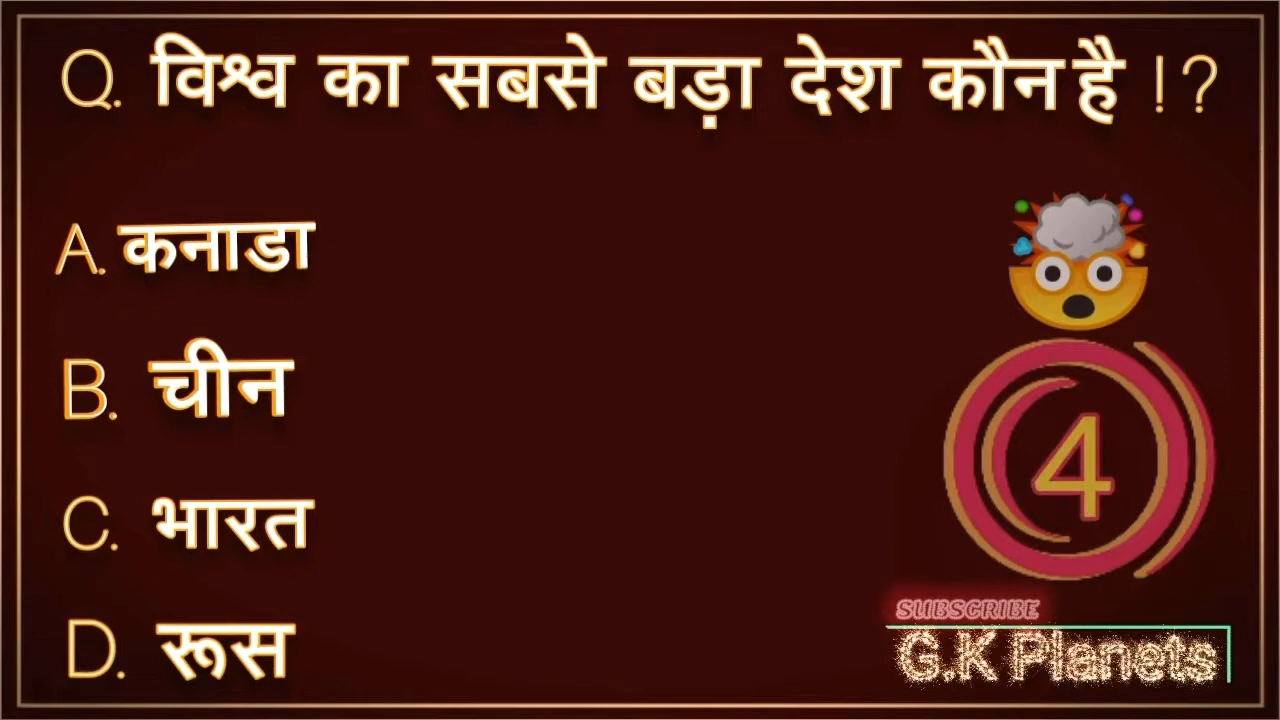 Q. विश्व का सबसे बड़ा देश कौन है !?
A. कनाडा
B. चीन
C. भारत
D. रूस
4
SUBSCRIBE
G.K Planets